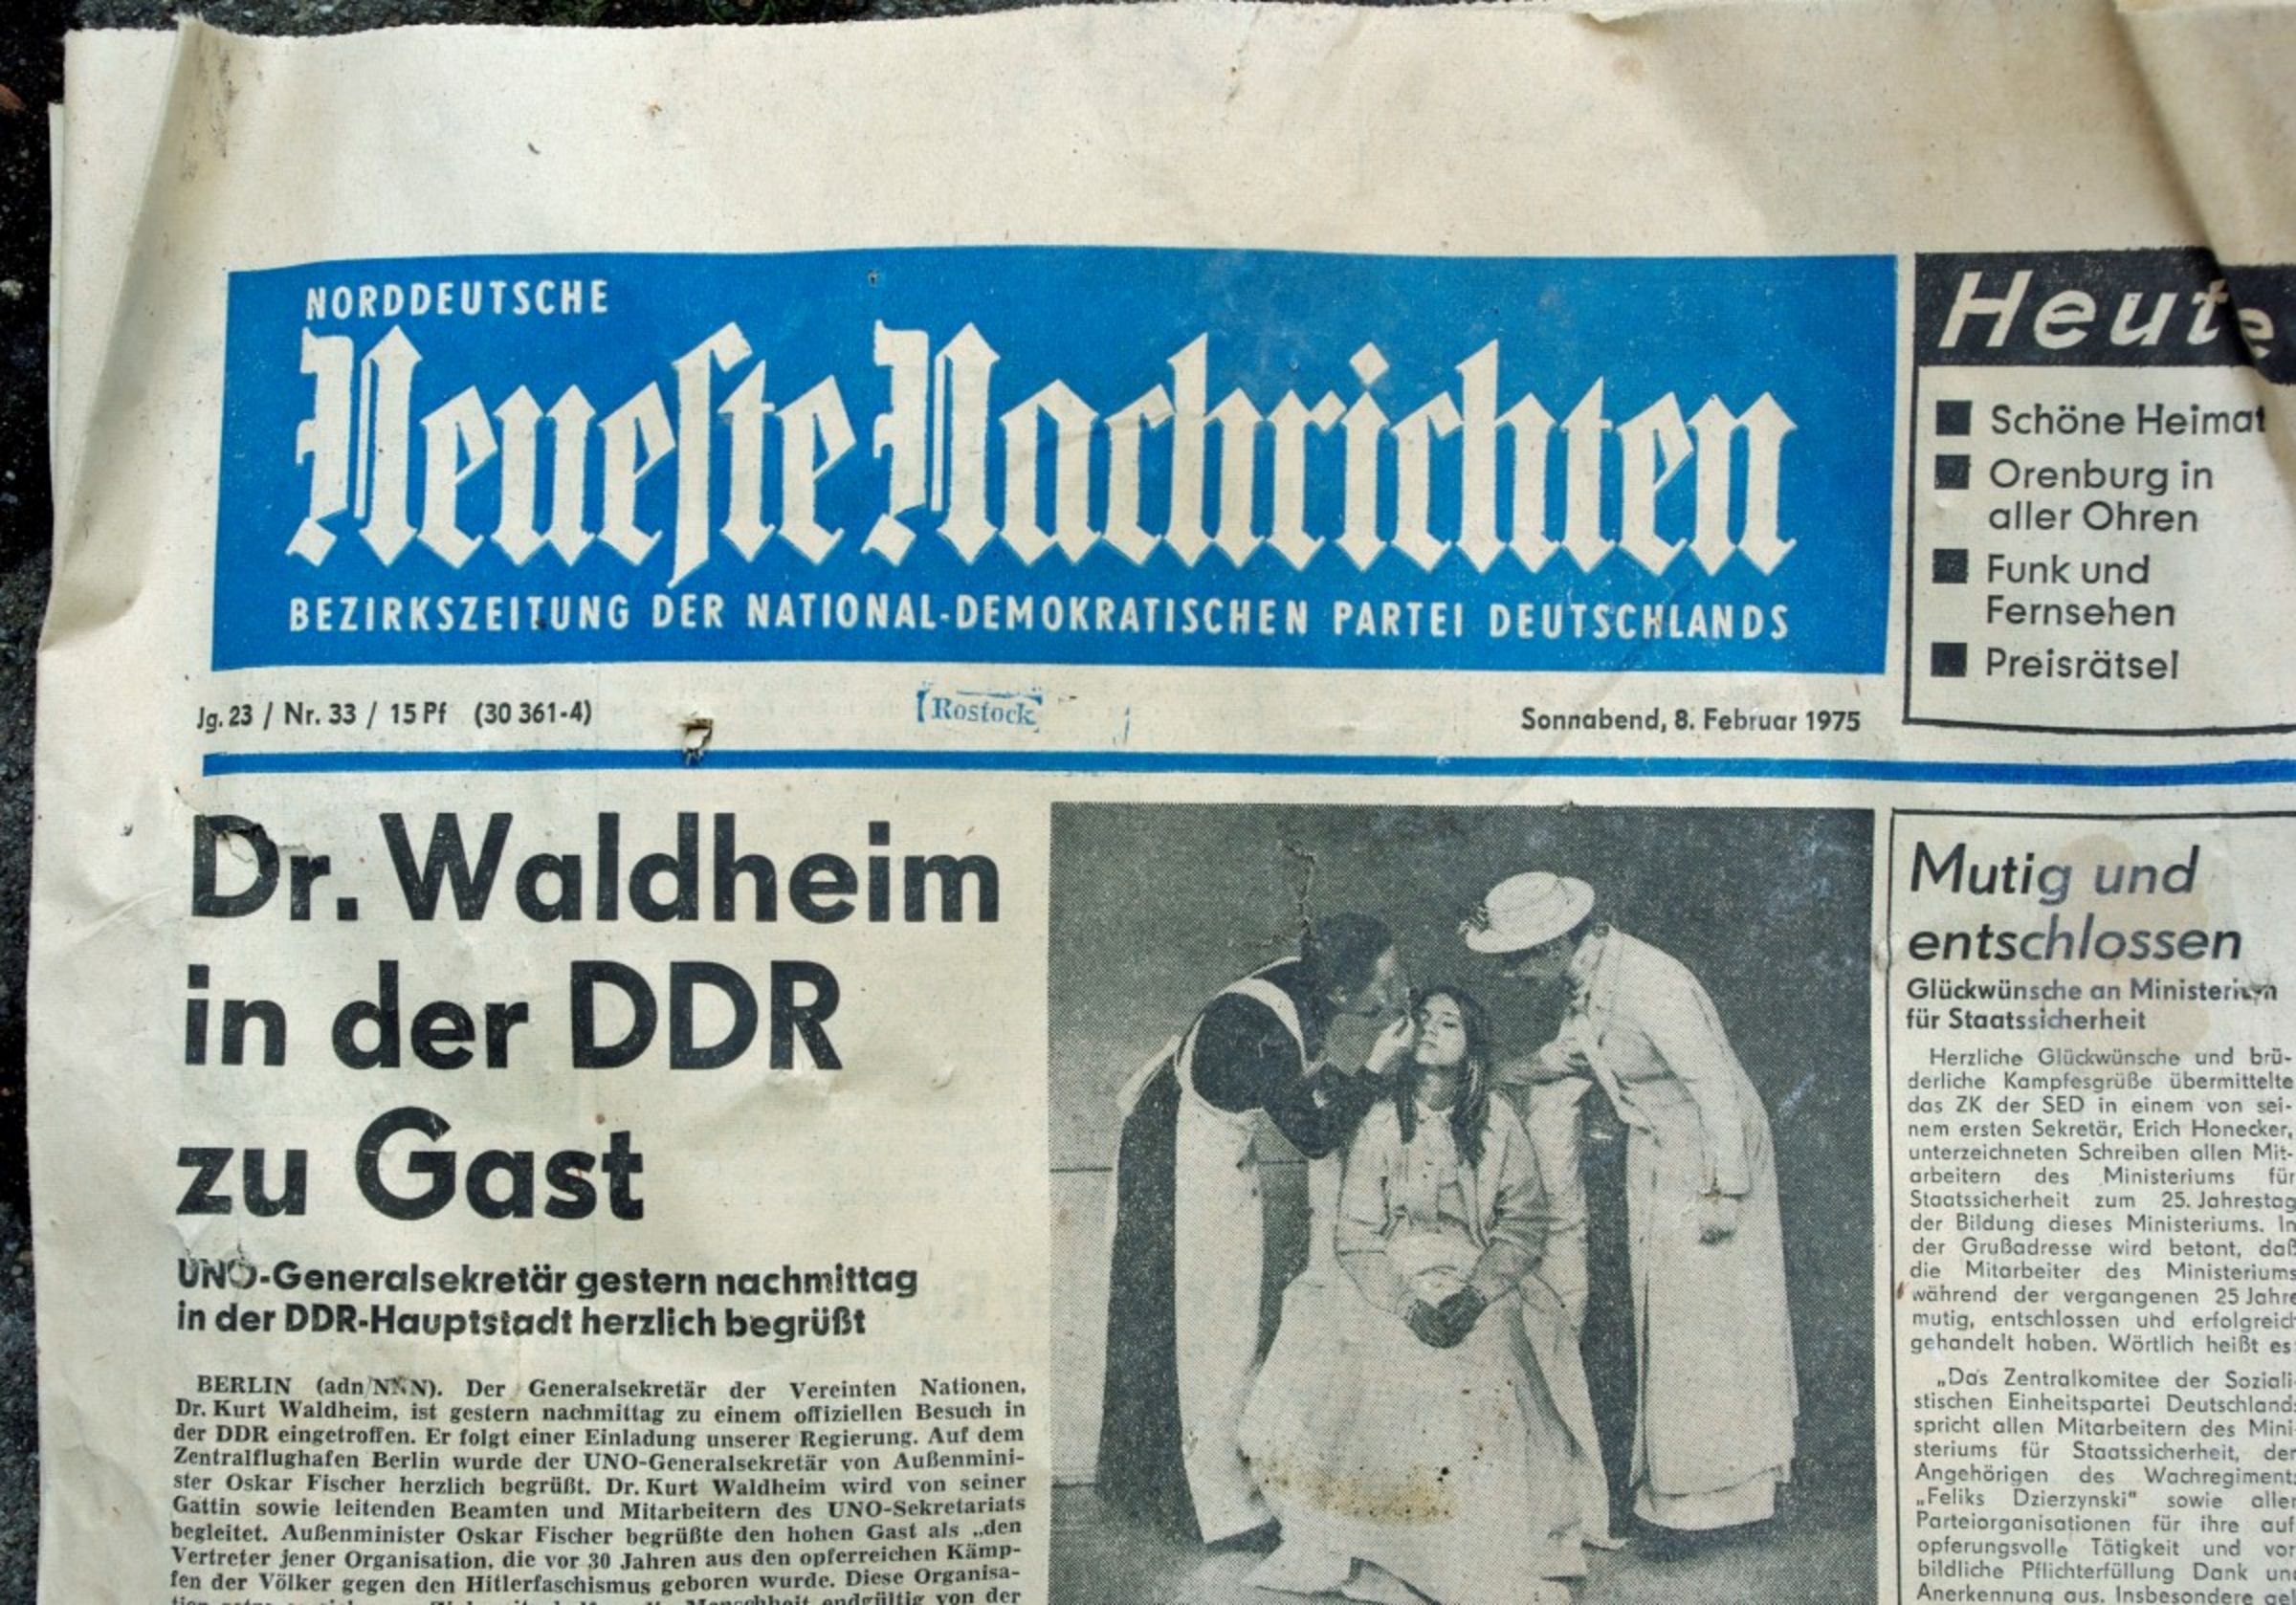 NORDDEUTSCHE
Neueste Nachrichten
BEZIRKSZEITUNG DER NATIONAL-DEMOKRATISCHEN PARTEI DEUTSCHLANDS
Jg. 23 / Nr. 33 / 15 Pf (30 361-4)
Rostock
Sonnabend, 8. Februar 1975
Heute
Schöne Heimat
Orenburg in
aller Ohren
Funk und
Fernsehen
Preisrätsel
Dr. Waldheim
in der DDR
zu Gast
UNO-Generalsekretär gestern nachmittag
in der DDR-Hauptstadt herzlich begrüßt
BERLIN (adn/NNN). Der Generalsekretär der Vereinten Nationen,
Dr. Kurt Waldheim, ist gestern nachmittag zu einem offiziellen Besuch in
der DDR eingetroffen. Er folgt einer Einladung unserer Regierung. Auf dem
Zentralflughafen Berlin wurde der UNO-Generalsekretär von Außenmini-
ster Oskar Fischer herzlich begrüßt. Dr. Kurt Waldheim wird von seiner
Gattin sowie leitenden Beamten und Mitarbeitern des UNO-Sekretariats
begleitet. Außenminister Oskar Fischer begrüßte den hohen Gast als „den
Vertreter jener Organisation, die vor 30 Jahren aus den opferreichen Kämp-
fen der Völker gegen den Hitlerfaschismus geboren wurde. Diese Organisa-
endgültig von der
Mutig und
entschlossen
Glückwünsche an Ministerium
für Staatssicherheit
Herzliche Glückwünsche und brü-
derliche Kampfesgrüße übermittelte
das ZK der SED in einem von sei-
nem ersten Sekretär, Erich Honecker,
unterzeichneten Schreiben allen Mit-
arbeitern des Ministeriums für
Staatssicherheit zum 25. Jahrestag
der Bildung dieses Ministeriums. In
der Grußadresse wird betont, daß
die Mitarbeiter des Ministeriums
während der vergangenen 25 Jahre
mutig, entschlossen und erfolgreich
gehandelt haben. Wörtlich heißt es
„Das Zentralkomitee der Soziali-
stischen Einheitspartei Deutschlands
spricht allen Mitarbeitern des Mini-
steriums für Staatssicherheit, den
Angehörigen des Wachregiments
„Feliks Dzierzynski" sowie allen
Parteiorganisationen für ihre auf-
opferungsvolle Tätigkeit und vor-
bildliche Pflichterfüllung Dank und
Anerkennung aus. Insbesondere